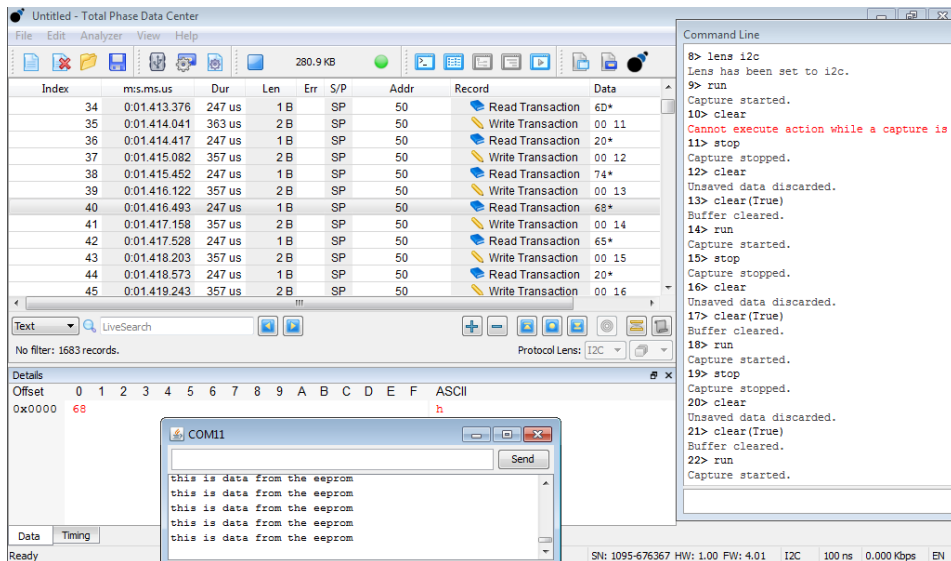 Untitled - Total Phase Data Center
File Edit Analyzer View Help
280.9 KB
Index m:s.ms.us Dur Len Err S/P Addr Record Data
34 0:01.413.376 247 us 1 B SP 50 Read Transaction 6D*
35 0:01.414.041 363 us 2 B SP 50 Write Transaction 00 11
36 0:01.414.417 247 us 1 B SP 50 Read Transaction 20*
37 0:01.415.082 357 us 2 B SP 50 Write Transaction 00 12
38 0:01.415.452 247 us 1 B SP 50 Read Transaction 74*
39 0:01.416.122 357 us 2 B SP 50 Write Transaction 00 13
40 0:01.416.493 247 us 1 B SP 50 Read Transaction 68*
41 0:01.417.158 357 us 2 B SP 50 Write Transaction 00 14
42 0:01.417.528 247 us 1 B SP 50 Read Transaction 65*
43 0:01.418.203 357 us 2 B SP 50 Write Transaction 00 15
44 0:01.418.573 247 us 1 B SP 50 Read Transaction 20*
45 0:01.419.243 357 us 2 B SP 50 Write Transaction 00 16
Text LiveSearch
No filter: 1683 records. Protocol Lens: I2C
Details
Offset 0 1 2 3 4 5 6 7 8 9 A B C D E F ASCII
0x0000 68 h
COM11
Send
this is data from the eeprom
this is data from the eeprom
this is data from the eeprom
this is data from the eeprom
this is data from the eeprom
Data Timing
Ready SN: 1095-676367 HW: 1.00 FW: 4.01 I2C 100 ns 0.000 Kbps EN
Command Line
8> lens i2c
Lens has been set to i2c.
9> run
Capture started.
10> clear
Cannot execute action while a capture is
11> stop
Capture stopped.
12> clear
Unsaved data discarded.
13> clear(True)
Buffer cleared.
14> run
Capture started.
15> stop
Capture stopped.
16> clear
Unsaved data discarded.
17> clear(True)
Buffer cleared.
18> run
Capture started.
19> stop
Capture stopped.
20> clear
Unsaved data discarded.
21> clear(True)
Buffer cleared.
22> run
Capture started.